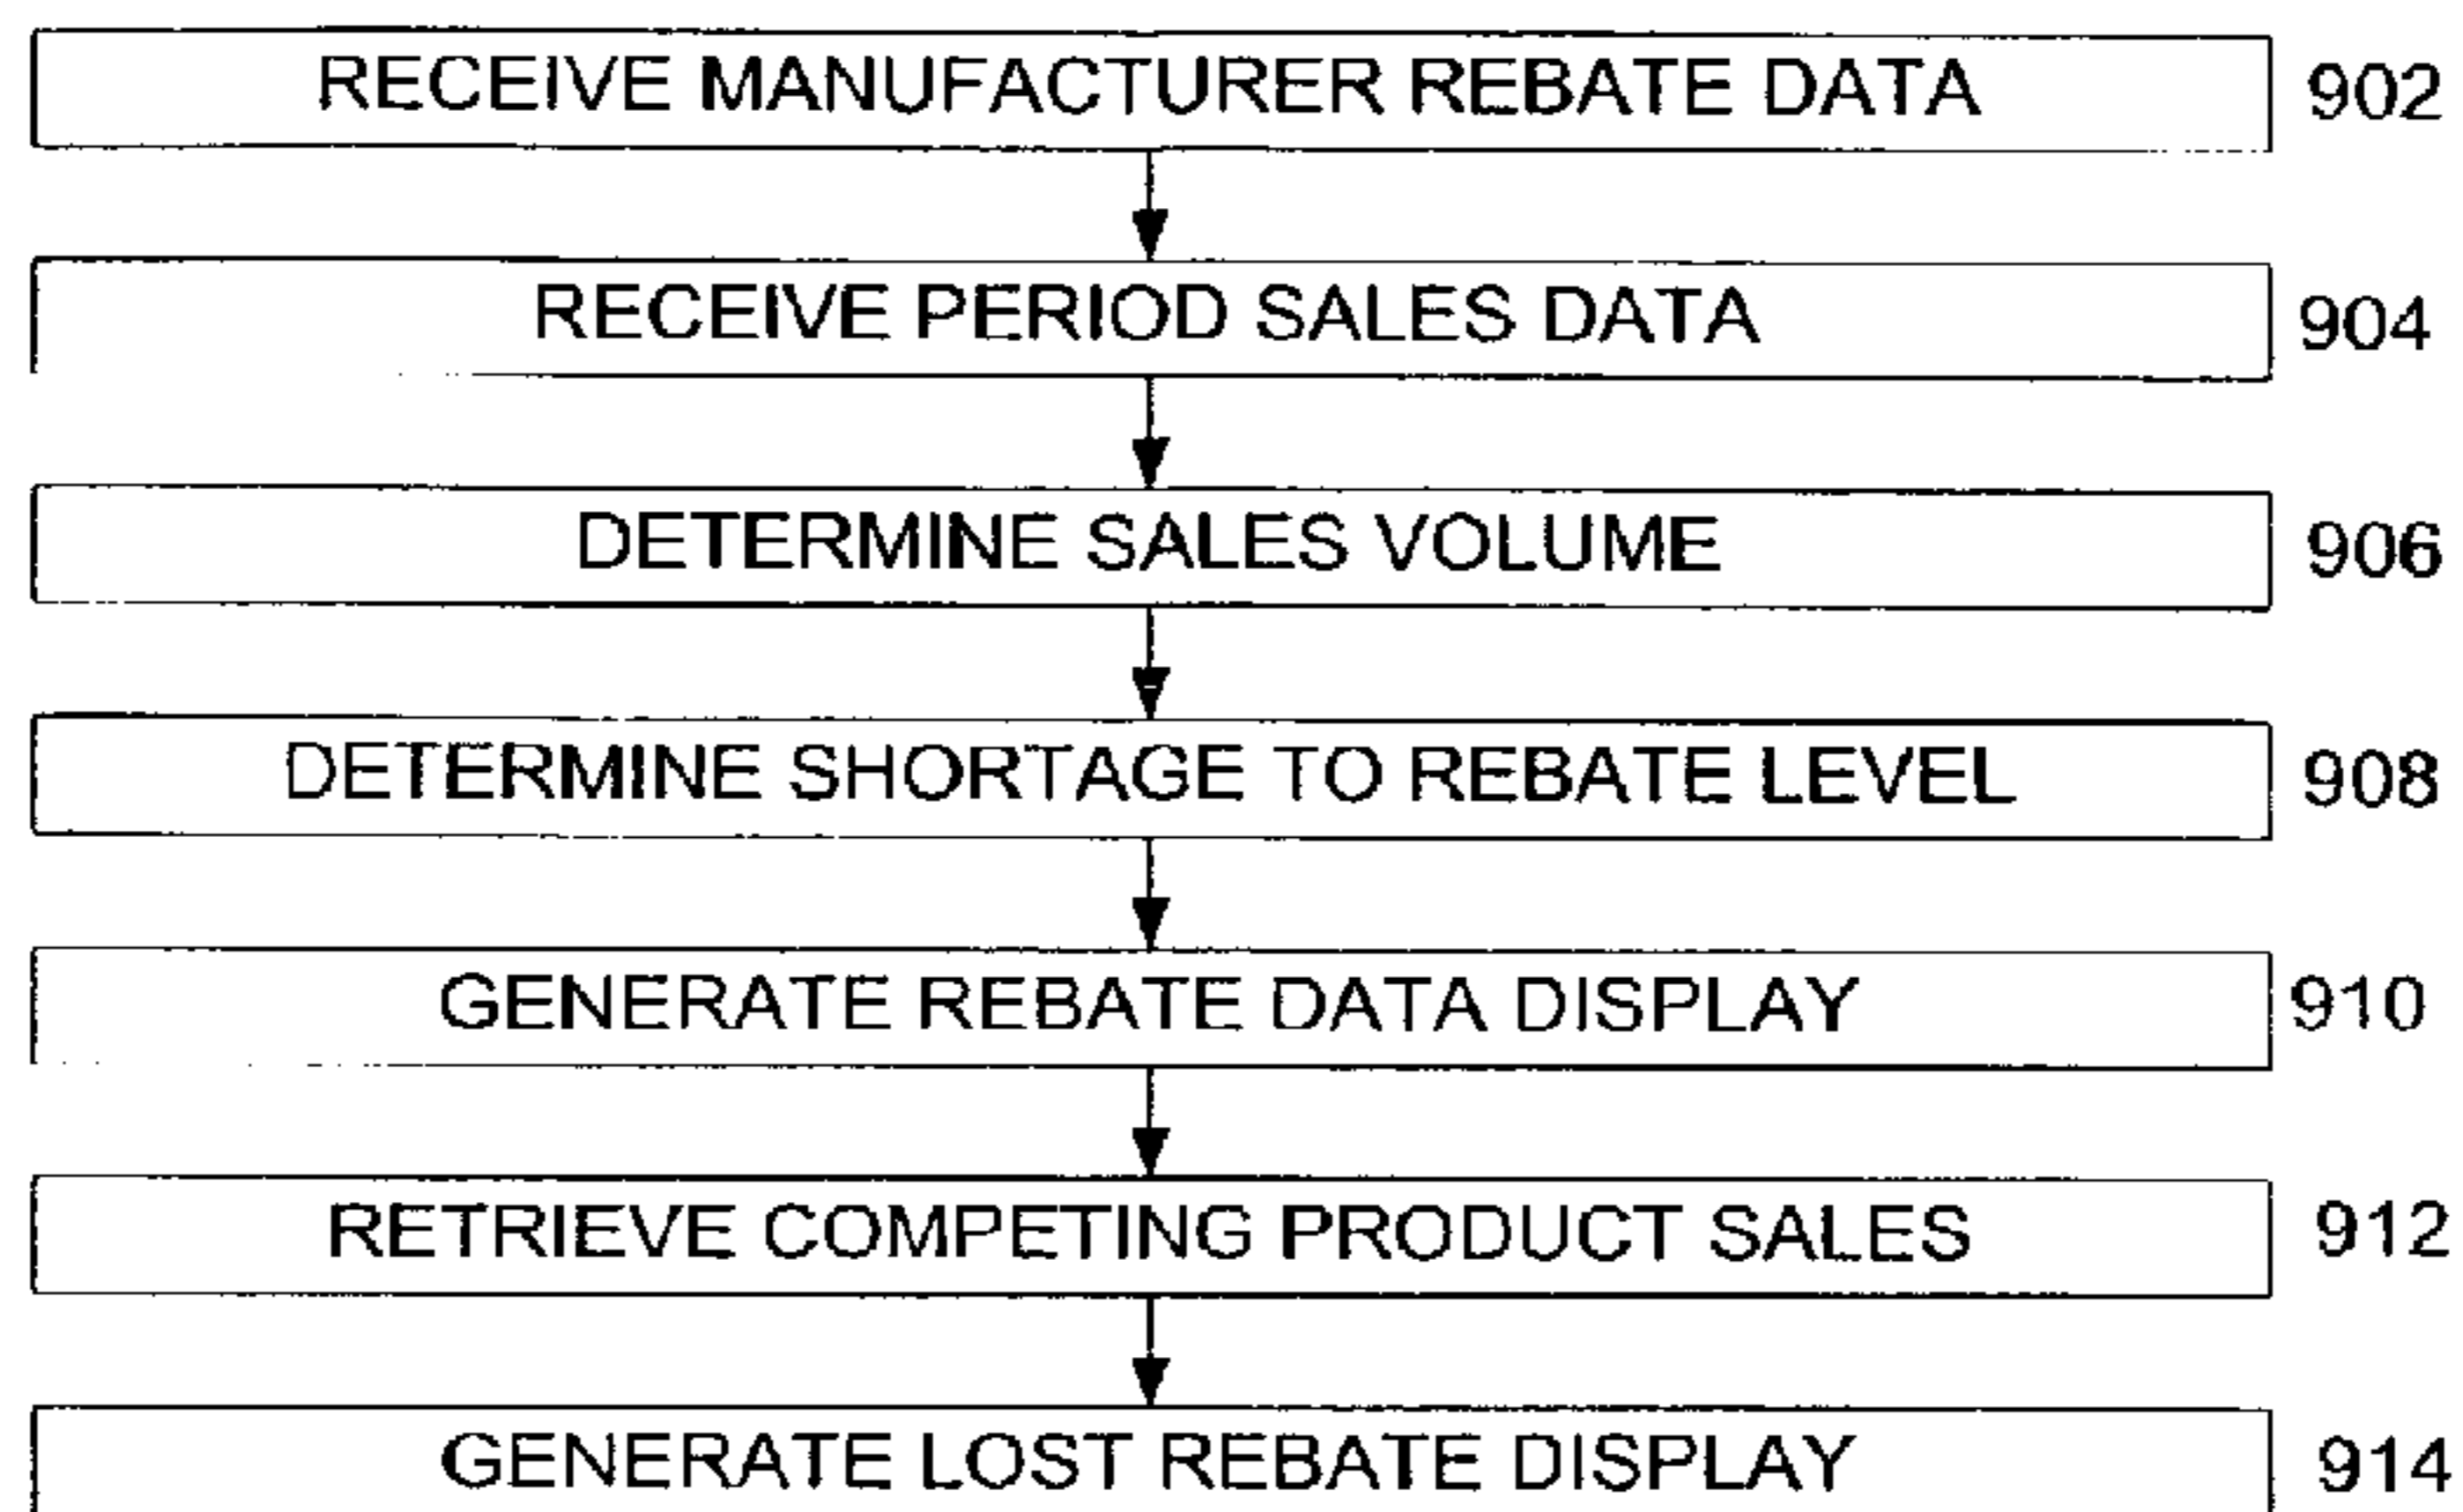 RECEIVE MANUFACTURER REBATE DATA 902
RECEIVE PERIOD SALES DATA 904
DETERMINE SALES VOLUME 906
DETERMINE SHORTAGE TO REBATE LEVEL 908
GENERATE REBATE DATA DISPLAY 910
RETRIEVE COMPETING PRODUCT SALES 912
GENERATE LOST REBATE DISPLAY 914